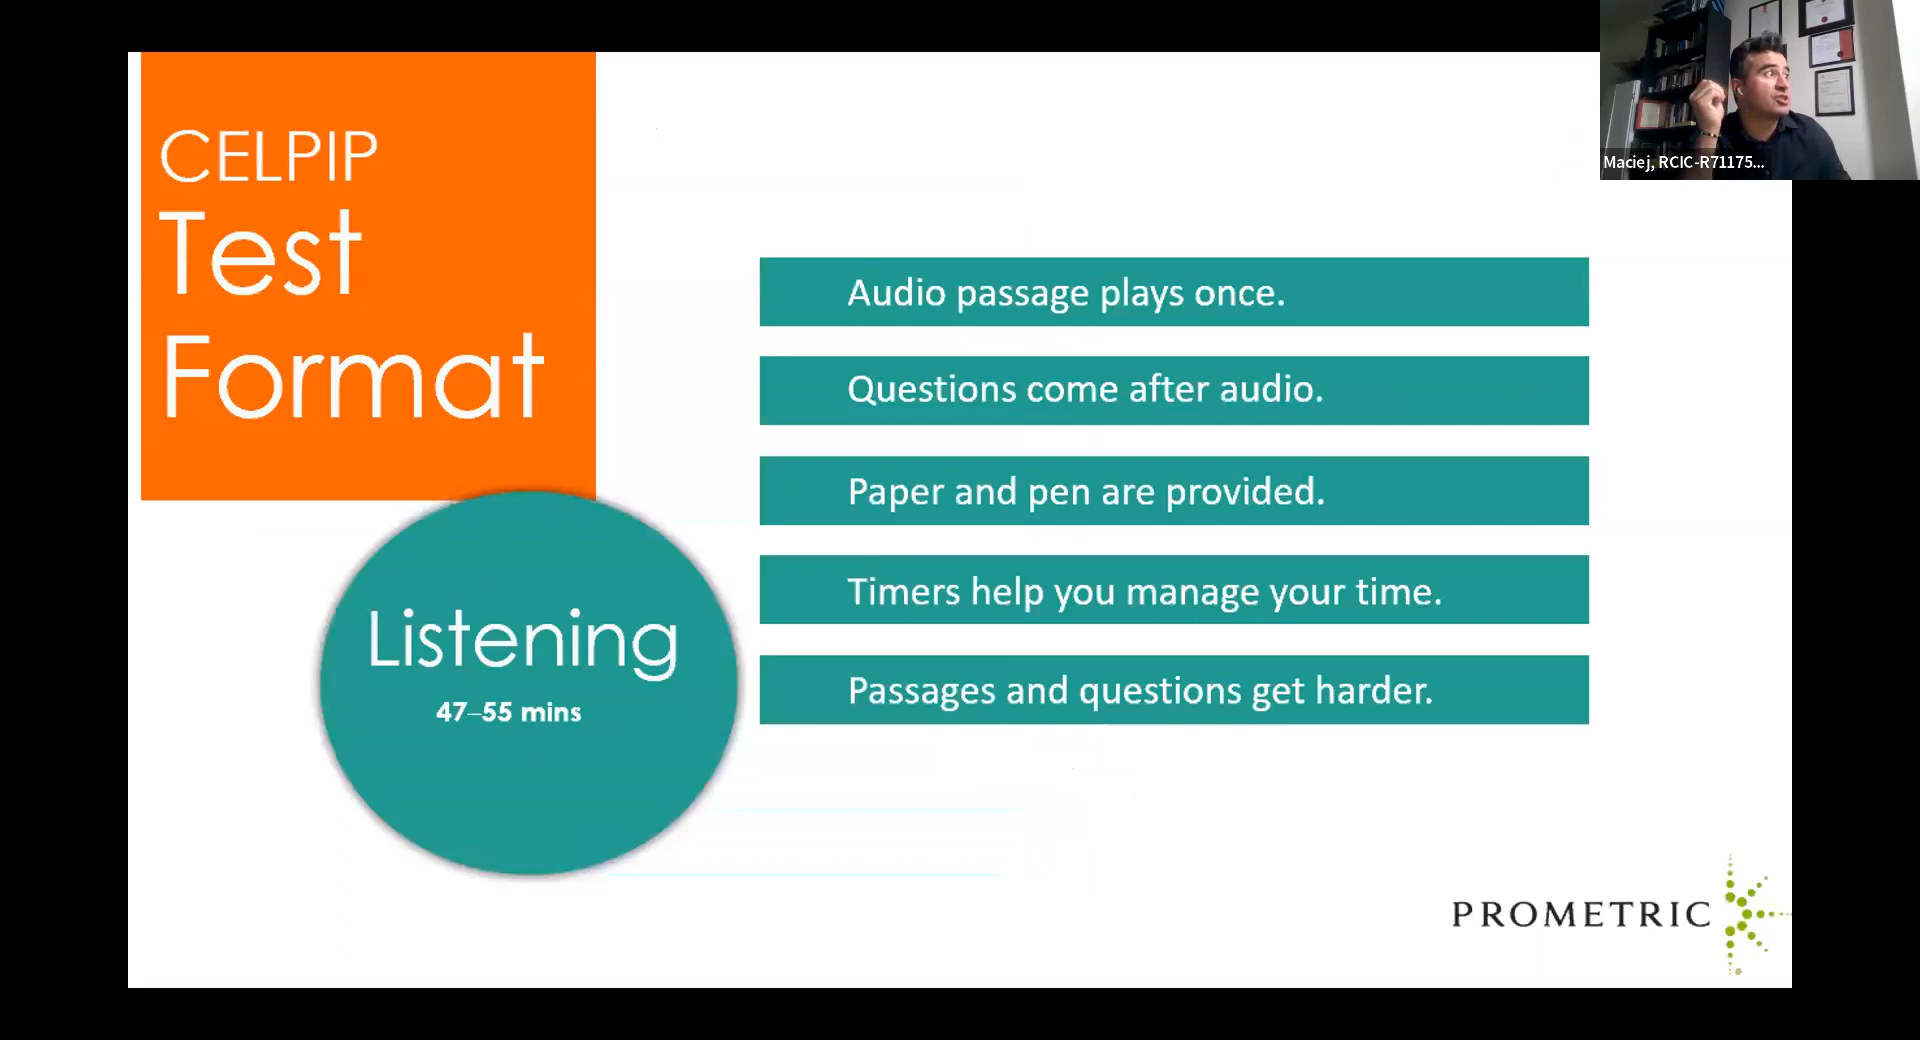 CELPIP
Test
Format
Listening
47–55 mins
Audio passage plays once.
Questions come after audio.
Paper and pen are provided.
Timers help you manage your time.
Passages and questions get harder.
PROMETRIC
Maciej, RCIC-R71175...